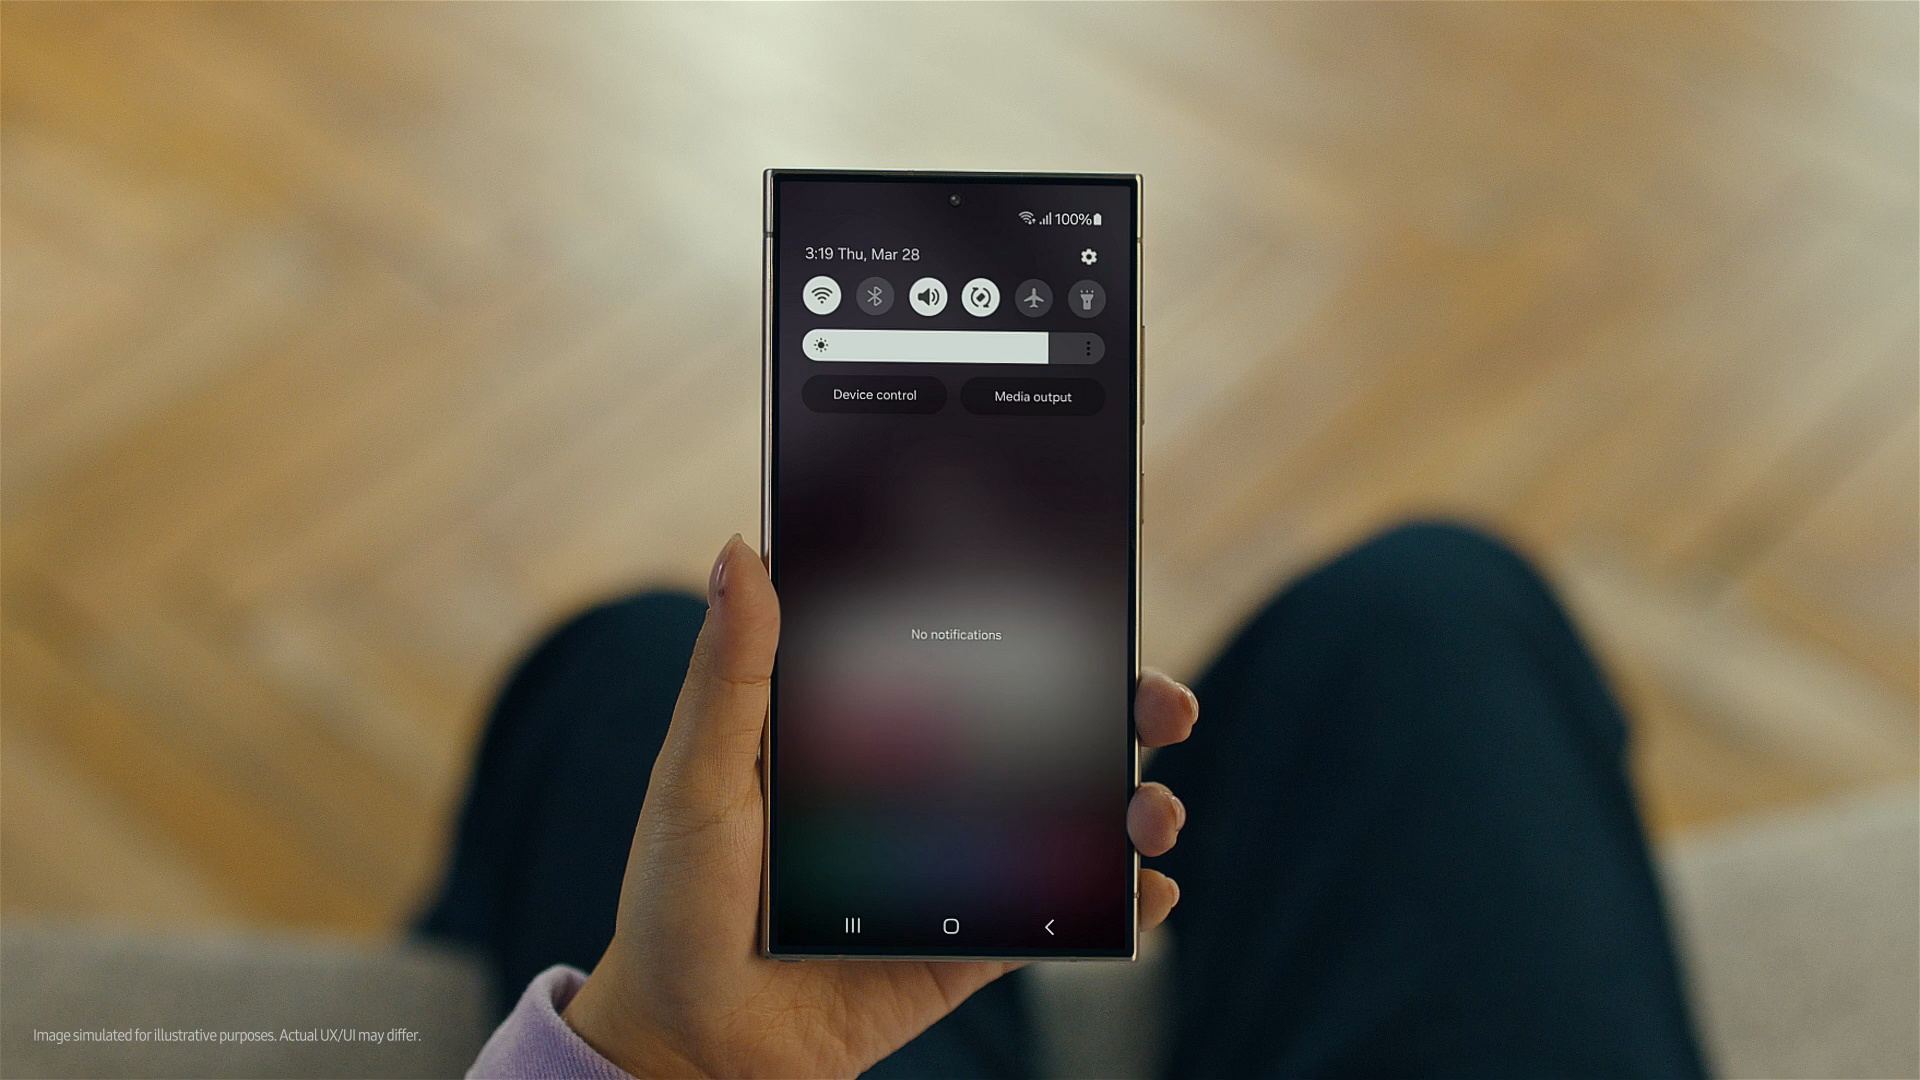 100%
3:19 Thu, Mar 28
Device control
Media output
No notifications
Image simulated for illustrative purposes. Actual UX/UI may differ.